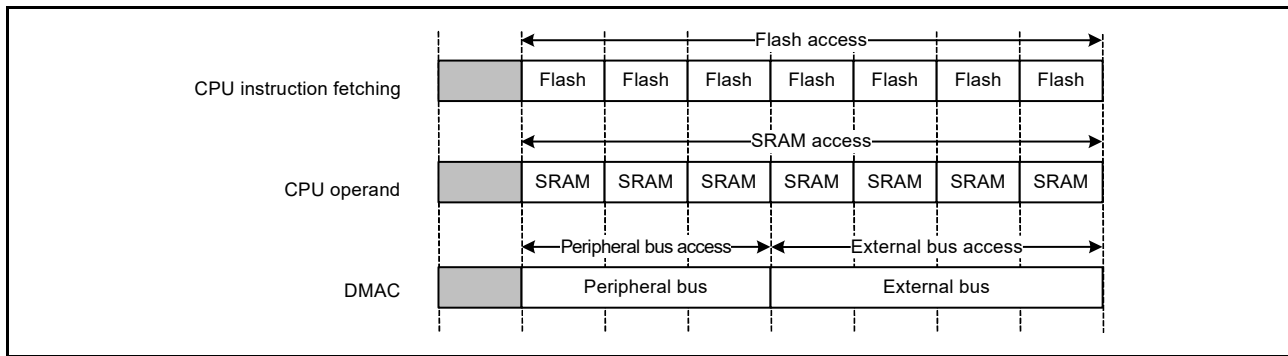 Flash access
CPU instruction fetching
Flash Flash Flash Flash Flash Flash Flash
SRAM access
CPU operand
SRAM SRAM SRAM SRAM SRAM SRAM SRAM
Peripheral bus access External bus access
DMAC
Peripheral bus External bus